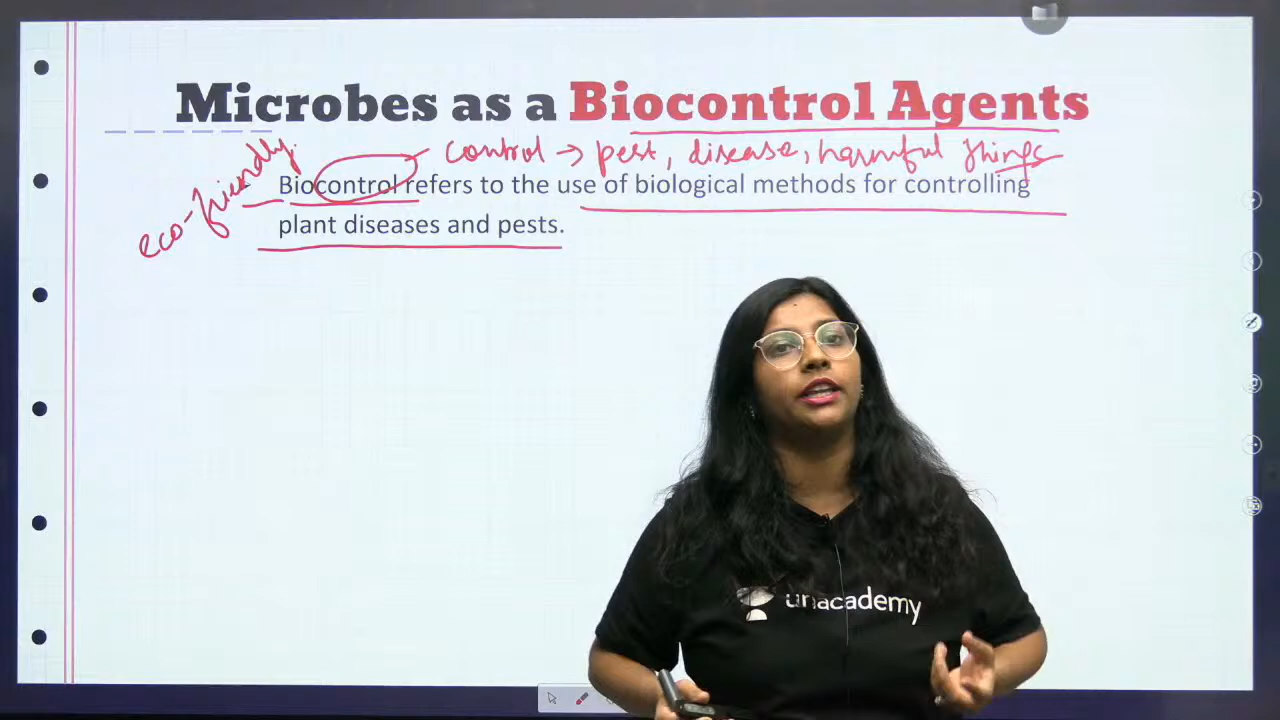 Microbes as a Biocontrol Agents
eco-friendly.
control → pest, disease, harmful things
Biocontrol refers to the use of biological methods for controlling
plant diseases and pests.
unacademy